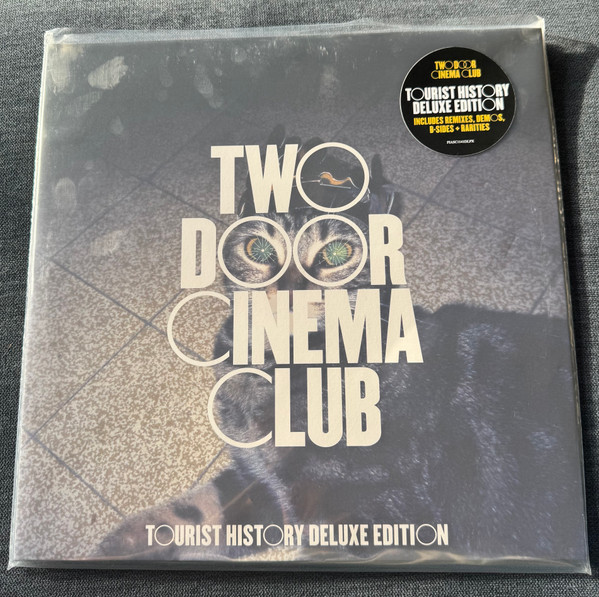 TWO DOOR
CINEMA CLUB
TOURIST HISTORY
DELUXE EDITION
INCLUDES REMIXES, DEMOS,
B-SIDES + RARITIES
TWO
DOOR
CINEMA
CLUB
TOURIST HISTORY DELUXE EDITION